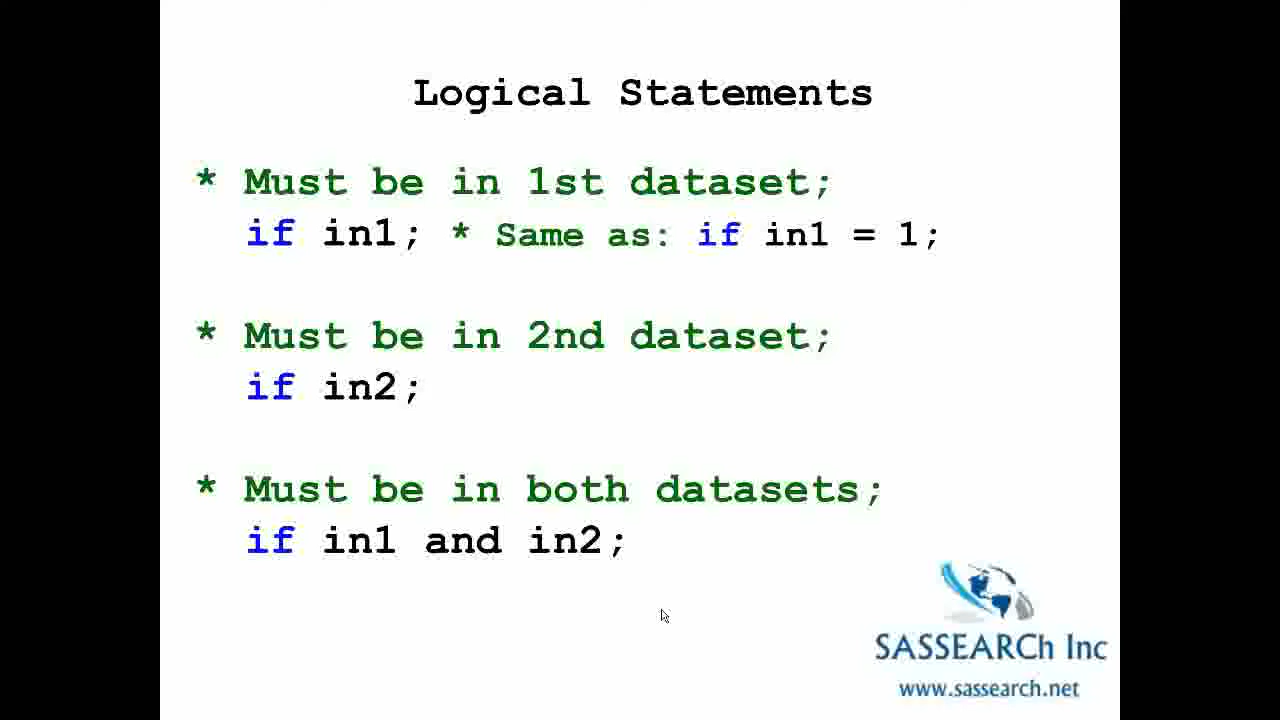 Logical Statements
* Must be in 1st dataset;
if in1; * Same as: if in1 = 1;
* Must be in 2nd dataset;
if in2;
* Must be in both datasets;
if in1 and in2;
SASSEARCh Inc
www.sassearch.net